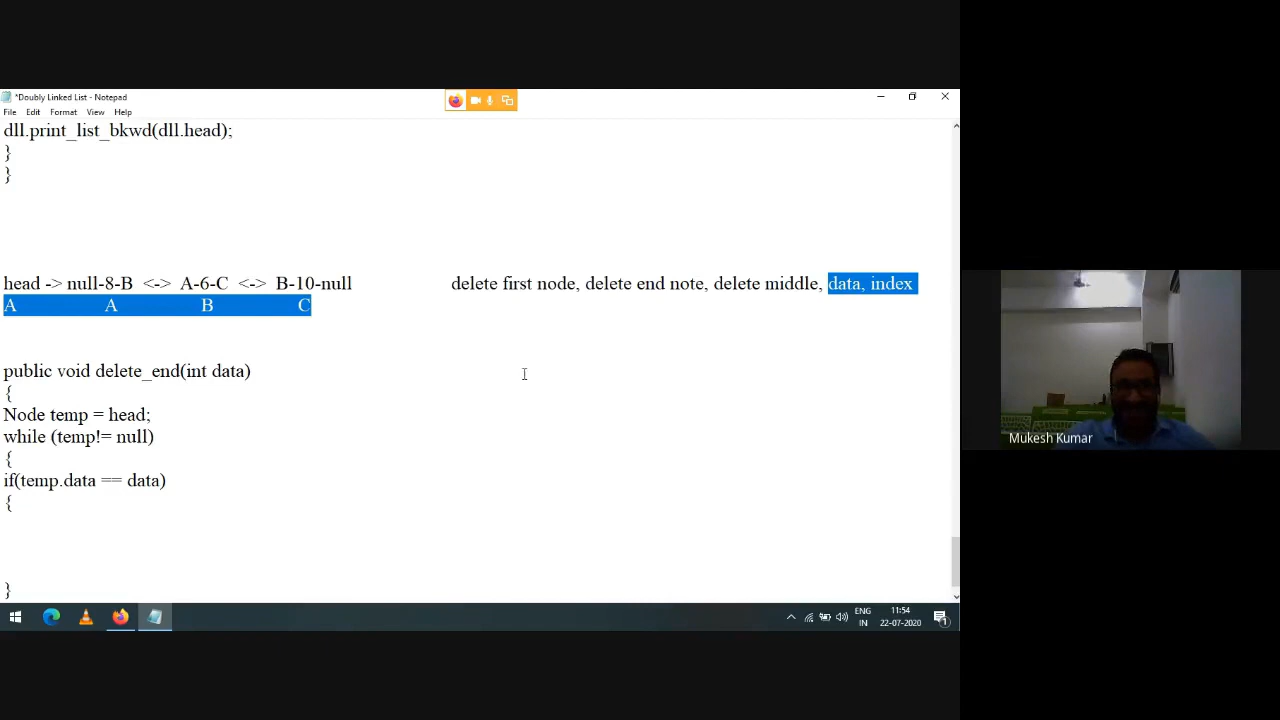 *Doubly Linked List - Notepad
File Edit Format View Help
dll.print_list_bkwd(dll.head);
}
}
head -> null-8-B <-> A-6-C <-> B-10-null delete first node, delete end note, delete middle, data, index
A A B C
public void delete_end(int data)
{
Node temp = head;
while (temp!= null)
{
if(temp.data == data)
{
}
Mukesh Kumar
ENG 11:54
IN 22-07-2020
1